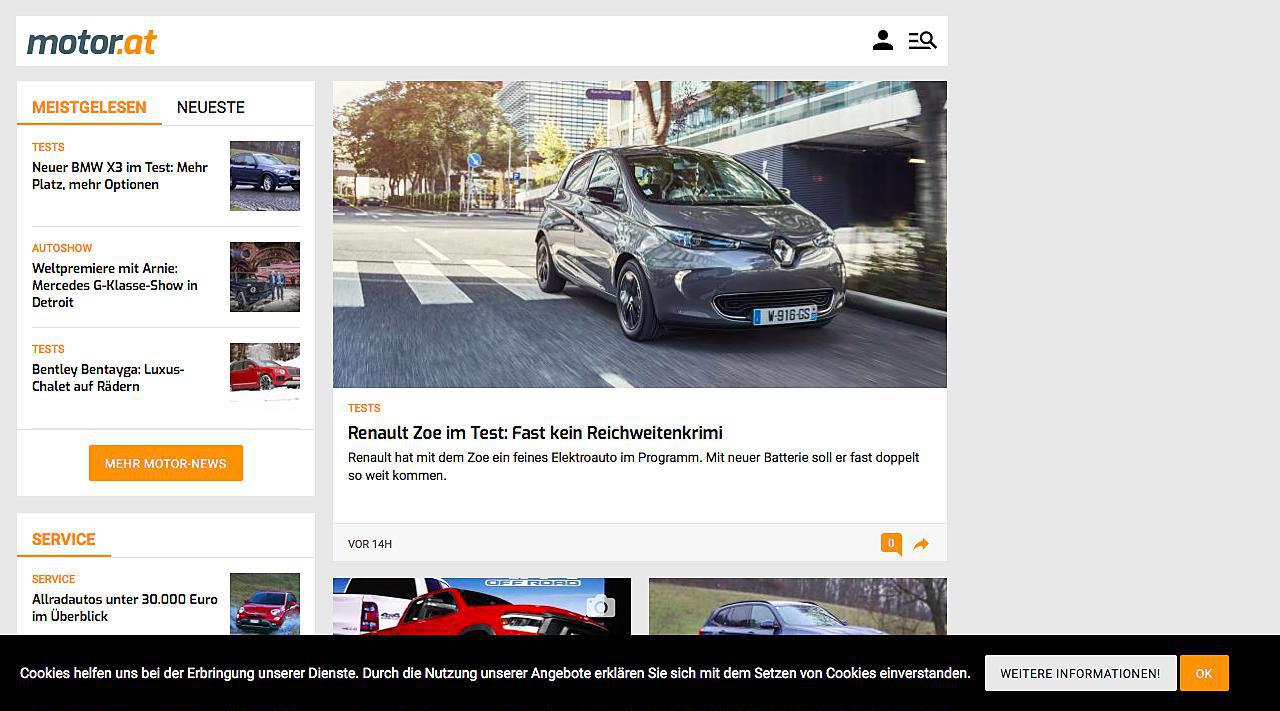 motor.at
MEISTGELESEN
NEUESTE
TESTS
Neuer BMW X3 im Test: Mehr
Platz, mehr Optionen
AUTOSHOW
Weltpremiere mit Arnie:
Mercedes G-Klasse-Show in
Detroit
TESTS
Bentley Bentayga: Luxus-
Chalet auf Rädern
MEHR MOTOR-NEWS
SERVICE
SERVICE
Allradautos unter 30.000 Euro
im Überblick
W-916-GS
TESTS
Renault Zoe im Test: Fast kein Reichweitenkrimi
Renault hat mit dem Zoe ein feines Elektroauto im Programm. Mit neuer Batterie soll er fast doppelt
so weit kommen.
VOR 14H
0
OFF ROAD
Cookies helfen uns bei der Erbringung unserer Dienste. Durch die Nutzung unserer Angebote erklären Sie sich mit dem Setzen von Cookies einverstanden.
WEITERE INFORMATIONEN!
OK